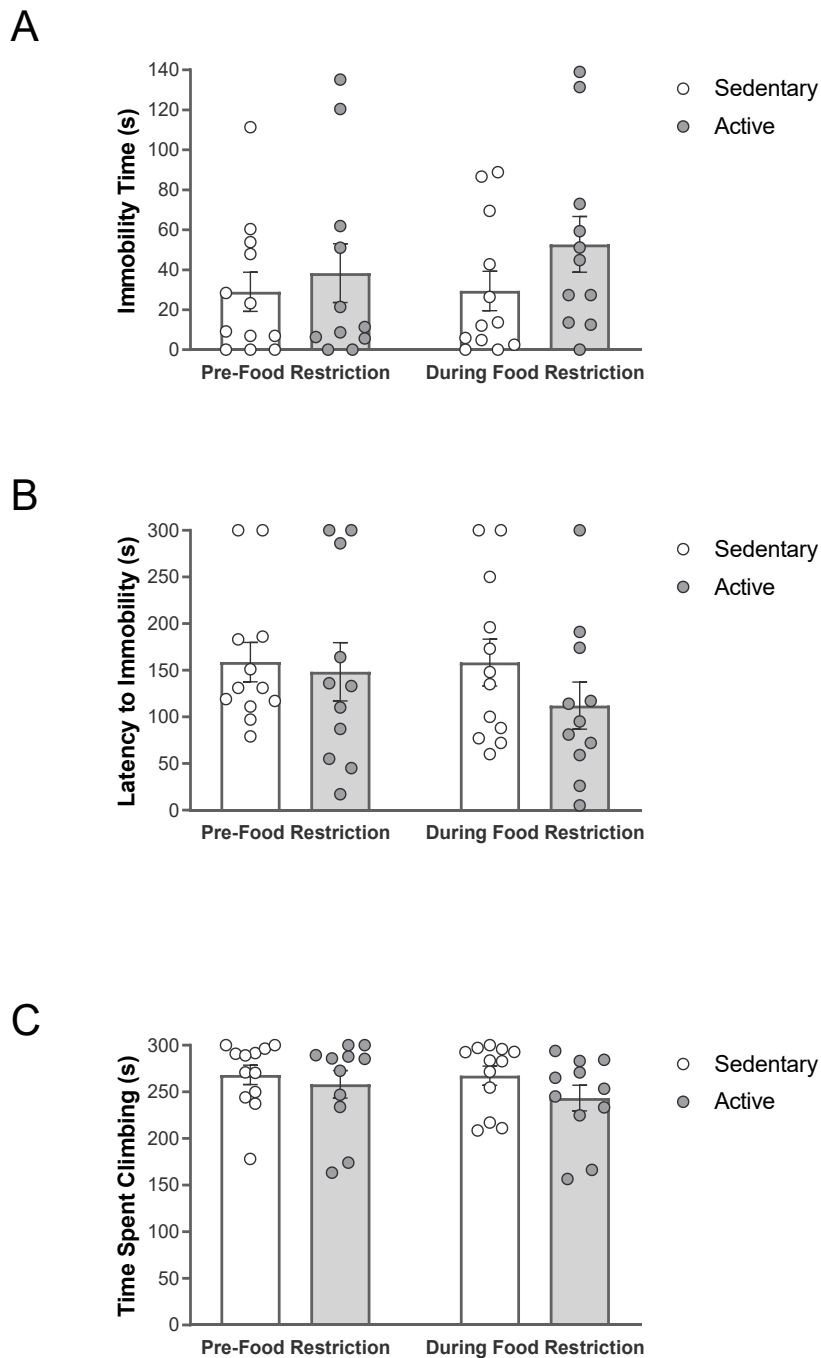 A
140
120
100
80
60
40
20
0
Immobility Time (s)
Pre-Food Restriction
During Food Restriction
Sedentary
Active
B
300
250
200
150
100
50
0
Latency to Immobility (s)
Pre-Food Restriction
During Food Restriction
Sedentary
Active
C
300
250
200
150
100
50
0
Time Spent Climbing (s)
Pre-Food Restriction
During Food Restriction
Sedentary
Active